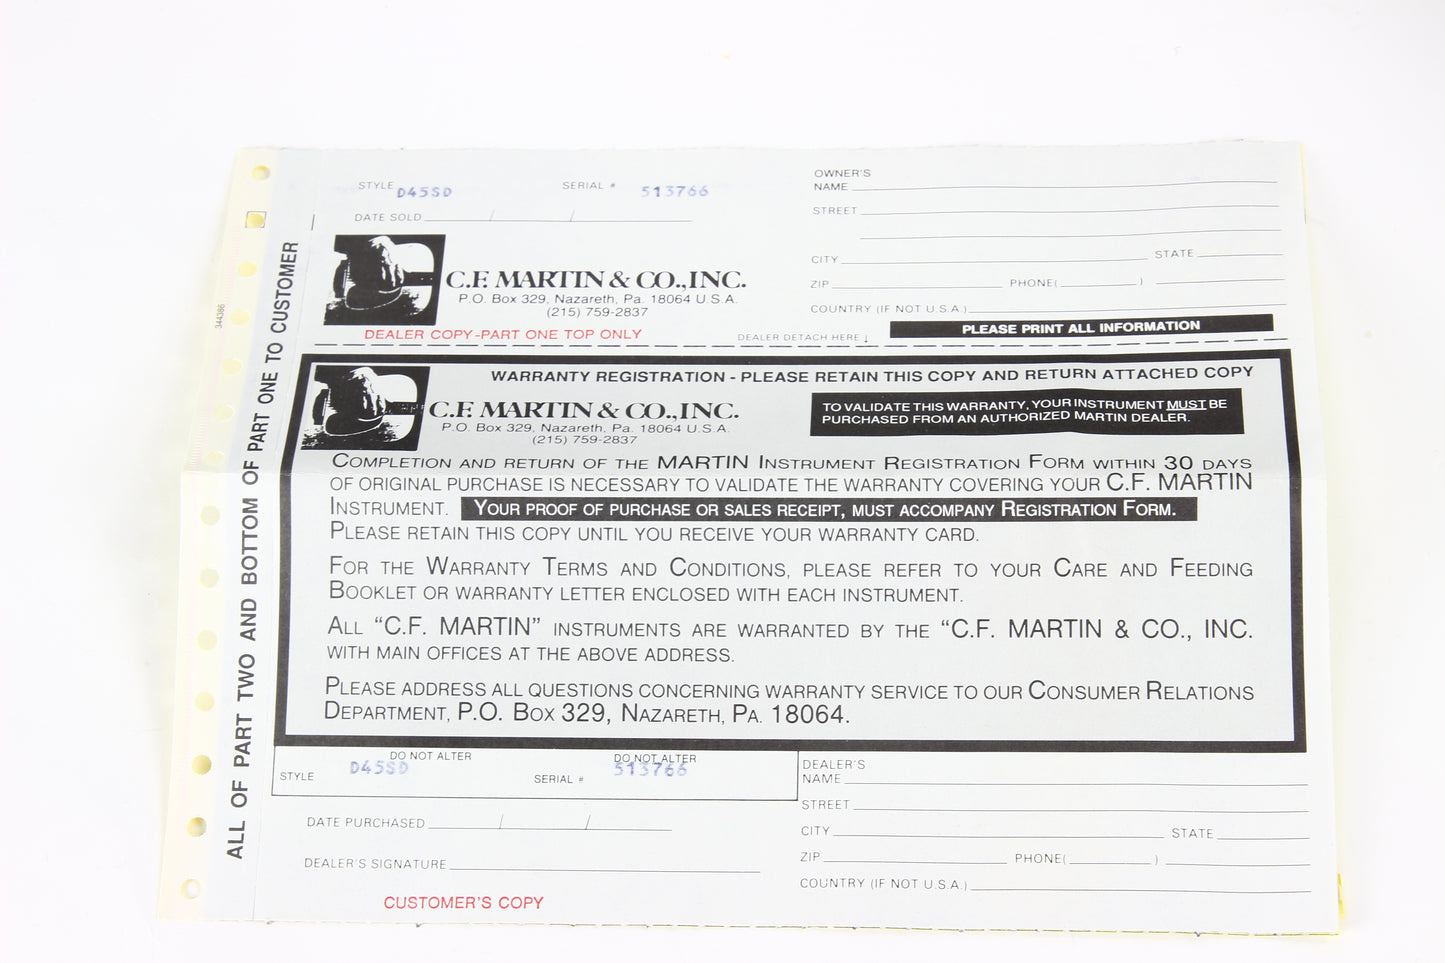 STYLE D45SD SERIAL # 513766
DATE SOLD / /
C.F. MARTIN & CO., INC.
P.O. Box 329, Nazareth, Pa. 18064 U.S.A.
(215) 759-2837
DEALER COPY-PART ONE TOP ONLY
OWNER'S
NAME
STREET
CITY STATE
ZIP PHONE( )
COUNTRY (IF NOT U.S.A.)
DEALER DETACH HERE ↓
PLEASE PRINT ALL INFORMATION
WARRANTY REGISTRATION - PLEASE RETAIN THIS COPY AND RETURN ATTACHED COPY
C.F. MARTIN & CO., INC.
P.O. Box 329, Nazareth, Pa. 18064 U.S.A.
(215) 759-2837
TO VALIDATE THIS WARRANTY, YOUR INSTRUMENT MUST BE
PURCHASED FROM AN AUTHORIZED MARTIN DEALER.
COMPLETION AND RETURN OF THE MARTIN INSTRUMENT REGISTRATION FORM WITHIN 30 DAYS
OF ORIGINAL PURCHASE IS NECESSARY TO VALIDATE THE WARRANTY COVERING YOUR C.F. MARTIN
INSTRUMENT. YOUR PROOF OF PURCHASE OR SALES RECEIPT, MUST ACCOMPANY REGISTRATION FORM.
PLEASE RETAIN THIS COPY UNTIL YOU RECEIVE YOUR WARRANTY CARD.
FOR THE WARRANTY TERMS AND CONDITIONS, PLEASE REFER TO YOUR CARE AND FEEDING
BOOKLET OR WARRANTY LETTER ENCLOSED WITH EACH INSTRUMENT.
ALL "C.F. MARTIN" INSTRUMENTS ARE WARRANTED BY THE "C.F. MARTIN & CO., INC.
WITH MAIN OFFICES AT THE ABOVE ADDRESS.
PLEASE ADDRESS ALL QUESTIONS CONCERNING WARRANTY SERVICE TO OUR CONSUMER RELATIONS
DEPARTMENT, P.O. BOX 329, NAZARETH, PA. 18064.
DO NOT ALTER DO NOT ALTER
STYLE D45SD SERIAL # 513766
DATE PURCHASED / /
DEALER'S SIGNATURE
CUSTOMER'S COPY
DEALER'S
NAME
STREET
CITY STATE
ZIP PHONE( )
COUNTRY (IF NOT U.S.A.)
ALL OF PART TWO AND BOTTOM OF PART ONE TO CUSTOMER
344386